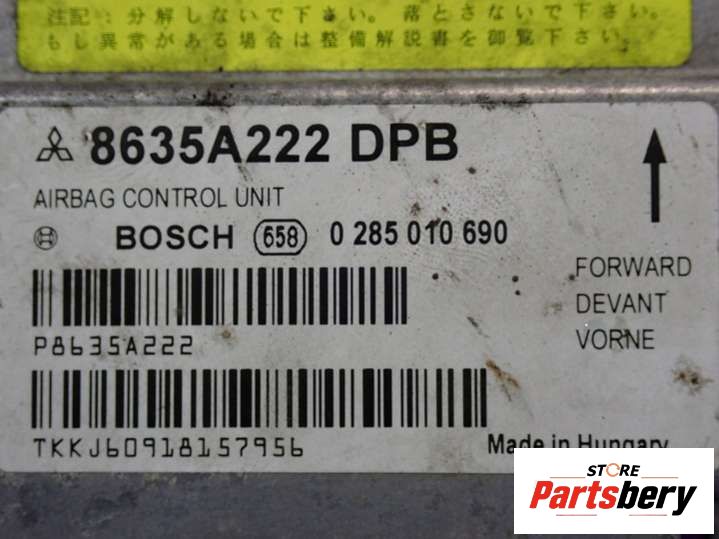 注記:分解しないで下さい。落とさないで下さい。
もし異常がある場合は整備解説書を御覧下さい。
8635A222 DPB
AIRBAG CONTROL UNIT
BOSCH 658 0 285 010 690
FORWARD
DEVANT
VORNE
P8635A222
TKKJ60918157956
Made in Hungary
STORE
Partsbery